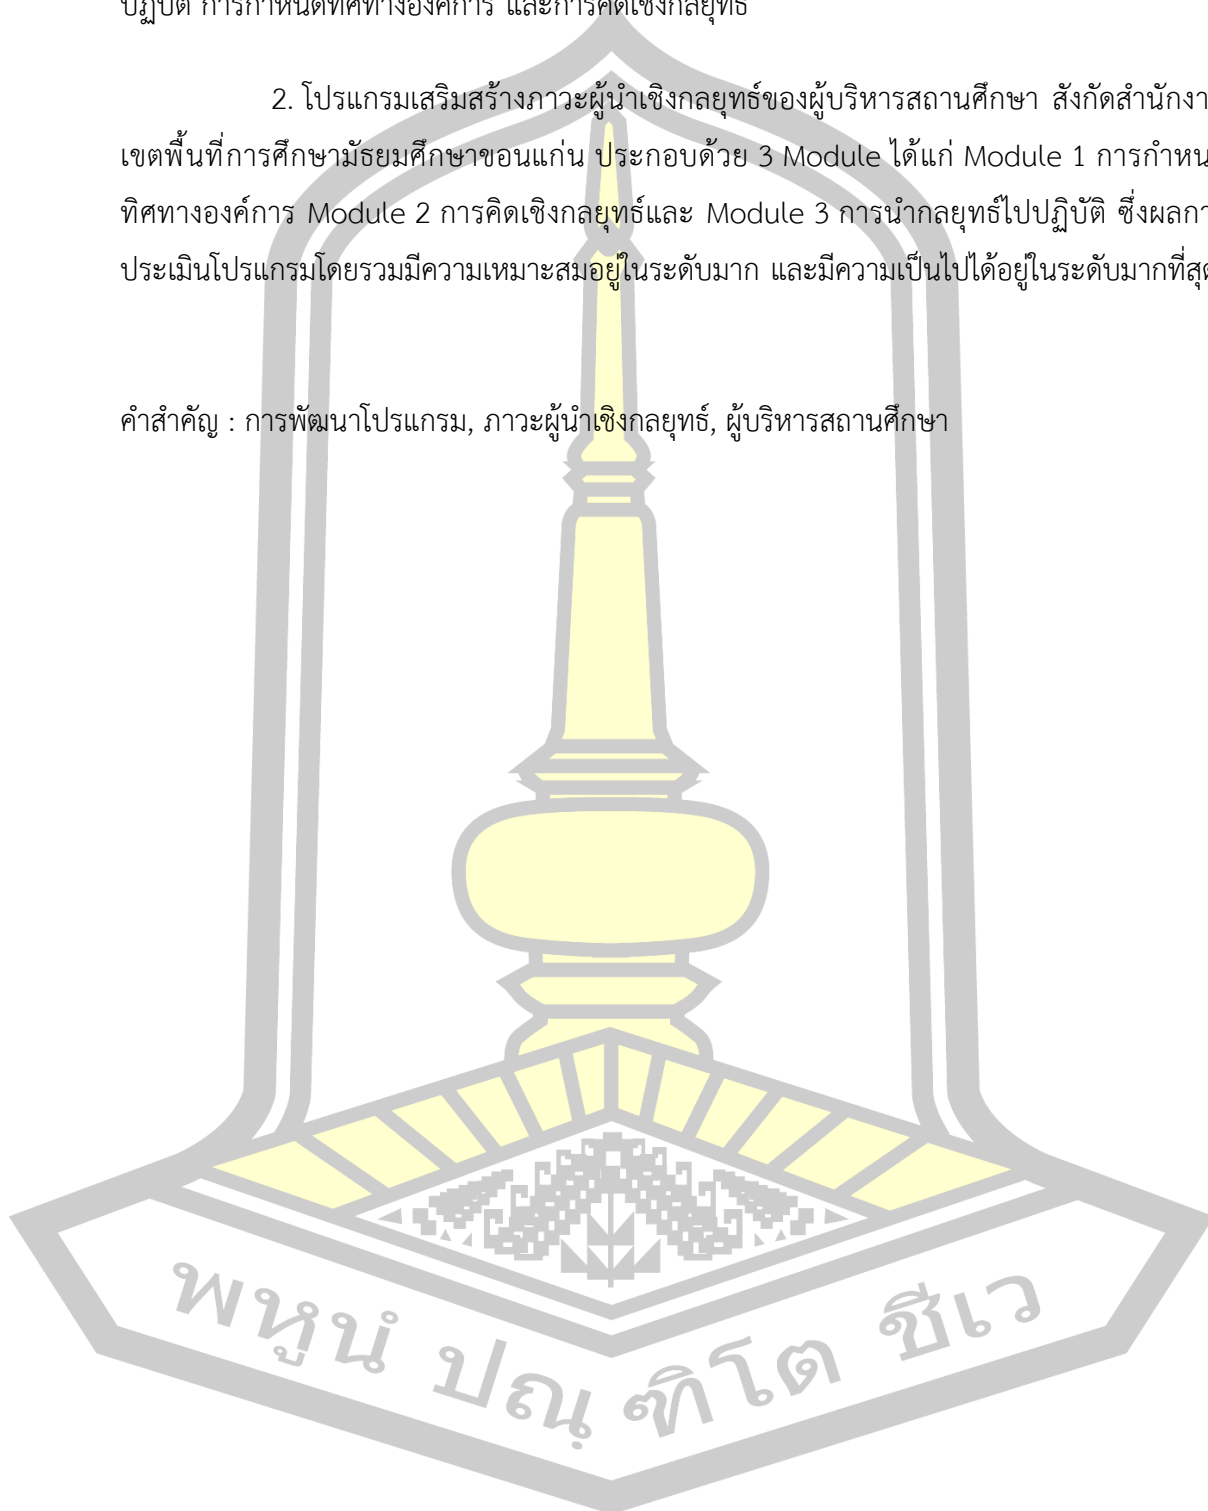 ปฏิบัติ การกำหนดทิศทางองค์การ และการคิดเชิงกลยุทธ์
2. โปรแกรมเสริมสร้างภาวะผู้นำเชิงกลยุทธ์ของผู้บริหารสถานศึกษา สังกัดสำนักงาน
เขตพื้นที่การศึกษามัธยมศึกษาขอนแก่น ประกอบด้วย 3 Module ได้แก่ Module 1 การกำหน
ทิศทางองค์การ Module 2 การคิดเชิงกลยุทธ์และ Module 3 การนำกลยุทธ์ไปปฏิบัติ ซึ่งผลกา
ประเมินโปรแกรมโดยรวมมีความเหมาะสมอยู่ในระดับมาก และมีความเป็นไปได้อยู่ในระดับมากที่สุด
คำสำคัญ : การพัฒนาโปรแกรม, ภาวะผู้นำเชิงกลยุทธ์, ผู้บริหารสถานศึกษา
พหูนํ ปณฺฑิโต ชีเว